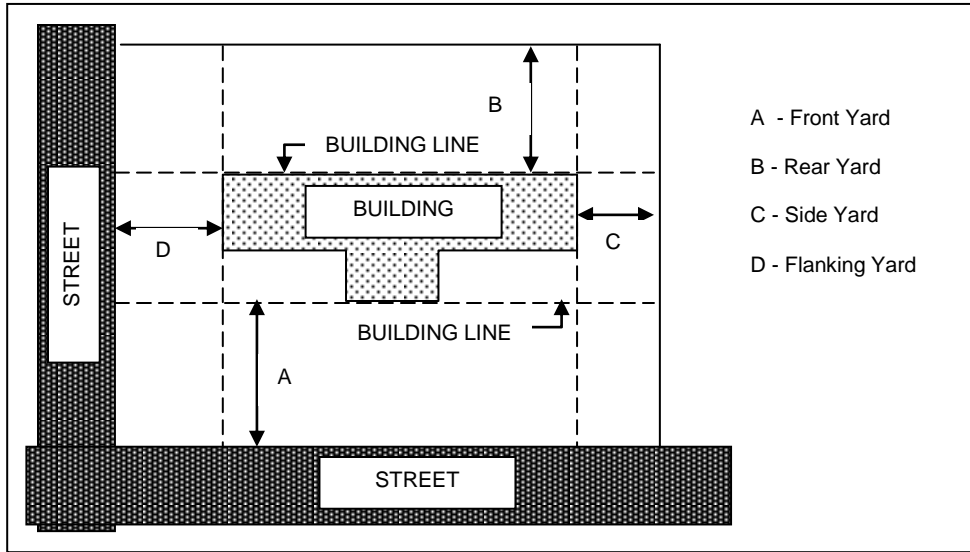 B
BUILDING LINE
BUILDING
C
D
STREET
BUILDING LINE
A
STREET
A - Front Yard
B - Rear Yard
C - Side Yard
D - Flanking Yard